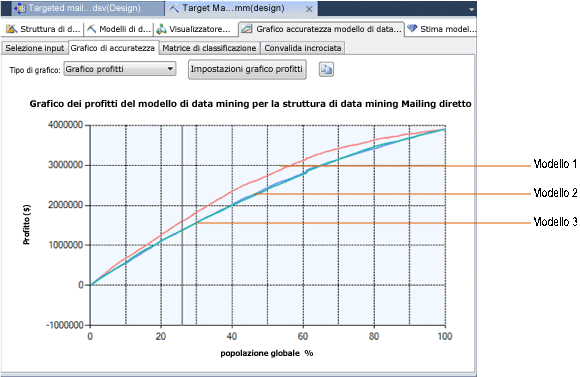 Targeted mail...dsv(Design)
Target Ma...mm(design)
Struttura di d...
Modelli di d...
Visualizzatore...
Grafico accuratezza modello di data...
Stima model...
Selezione input
Grafico di accuratezza
Matrice di classificazione
Convalida incrociata
Tipo di grafico:
Grafico profitti
Impostazioni grafico profitti
Grafico dei profitti del modello di data mining per la struttura di data mining Mailing diretto
4000000
3000000
2000000
1000000
0
-1000000
Profitto ($)
0
20
40
60
80
100
popolazione globale %
Modello 1
Modello 2
Modello 3